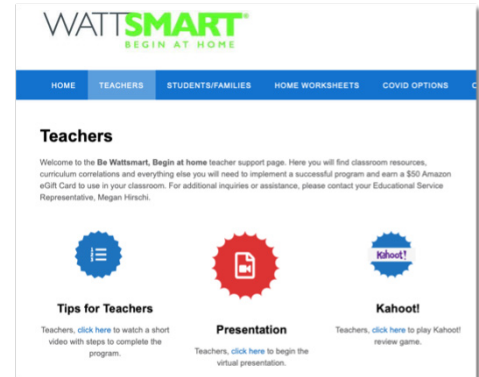 WATTSMART®
BEGIN AT HOME
HOME TEACHERS STUDENTS/FAMILIES HOME WORKSHEETS COVID OPTIONS
Teachers
Welcome to the Be Wattsmart, Begin at home teacher support page. Here you will find classroom resources,
curriculum correlations and everything else you will need to implement a successful program and earn a $50 Amazon
eGift Card to use in your classroom. For additional inquiries or assistance, please contact your Educational Service
Representative, Megan Hirschi.
Kahoot!
Tips for Teachers
Teachers, click here to watch a short
video with steps to complete the
program.
Presentation
Teachers, click here to begin the
virtual presentation.
Kahoot!
Teachers, click here to play Kahoot!
review game.